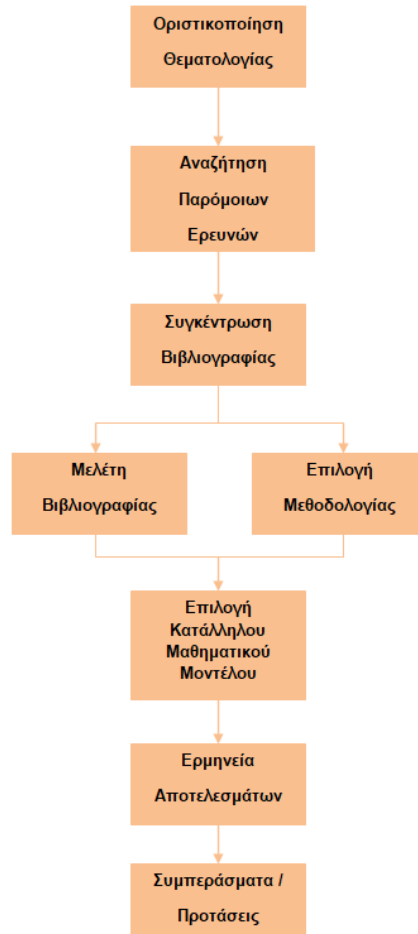 Οριστικοποίηση
Θεματολογίας
Αναζήτηση
Παρόμοιων
Ερευνών
Συγκέντρωση
Βιβλιογραφίας
Μελέτη
Βιβλιογραφίας
Επιλογή
Μεθοδολογίας
Επιλογή
Κατάλληλου
Μαθηματικού
Μοντέλου
Ερμηνεία
Αποτελεσμάτων
Συμπεράσματα /
Προτάσεις